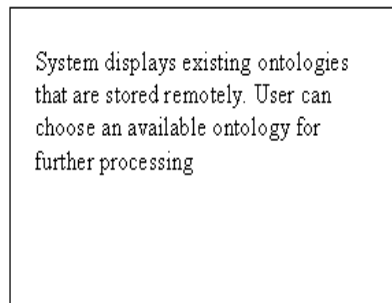 System displays existing ontologies
that are stored remotely. User can
choose an available ontology for
further processing